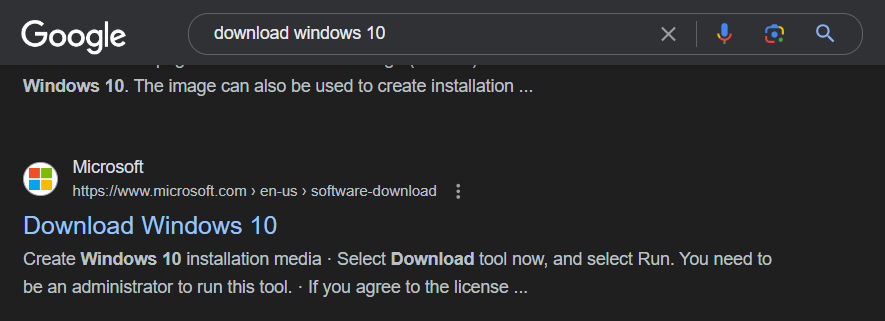 Google
download windows 10
Windows 10. The image can also be used to create installation ...
Microsoft
https://www.microsoft.com › en-us › software-download
Download Windows 10
Create Windows 10 installation media · Select Download tool now, and select Run. You need to
be an administrator to run this tool. · If you agree to the license ...